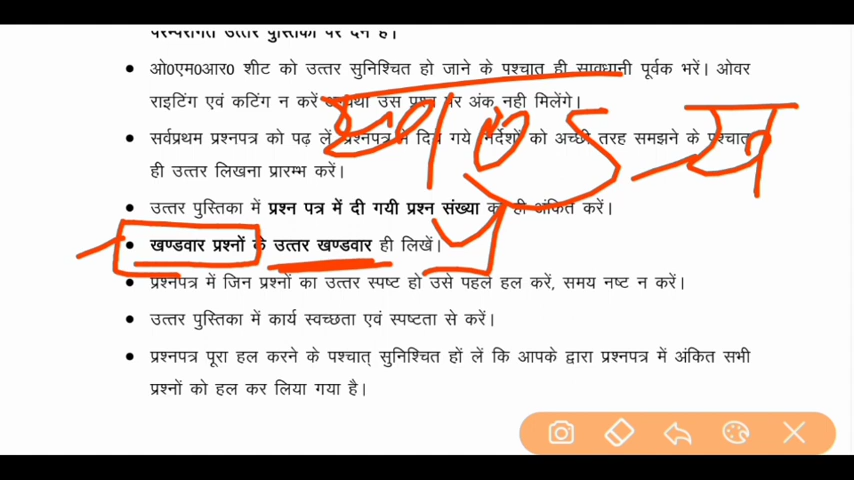 परम्परागत उत्तर पुस्तिका पर देने हैं।
ओ0एम0आर0 शीट को उत्तर सुनिश्चित हो जाने के पश्चात ही सावधानी पूर्वक भरें। ओवर
राइटिंग एवं कटिंग न करें अन्यथा उस प्रश्न पर अंक नही मिलेंगे।
सर्वप्रथम प्रश्नपत्र को पढ़ लें प्रश्नपत्र में दिये गये निर्देशों को अच्छी तरह समझने के पश्चात
ही उत्तर लिखना प्रारम्भ करें।
उत्तर पुस्तिका में प्रश्न पत्र में दी गयी प्रश्न संख्या को ही अंकित करें।
खण्डवार प्रश्नों के उत्तर खण्डवार ही लिखें।
प्रश्नपत्र में जिन प्रश्नों का उत्तर स्पष्ट हो उसे पहले हल करें, समय नष्ट न करें।
उत्तर पुस्तिका में कार्य स्वच्छता एवं स्पष्टता से करें।
प्रश्नपत्र पूरा हल करने के पश्चात् सुनिश्चित हों लें कि आपके द्वारा प्रश्नपत्र में अंकित सभी
प्रश्नों को हल कर लिया गया है।